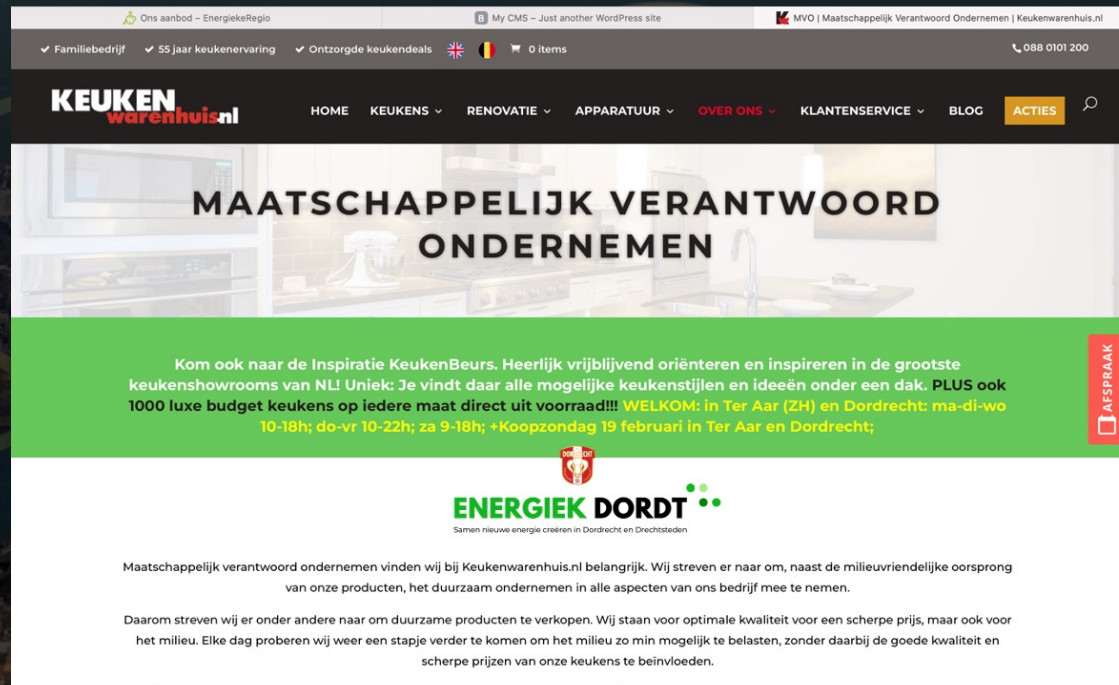 Ons aanbod – EnergiekeRegio
B My CMS – Just another WordPress site
MVO | Maatschappelijk Verantwoord Ondernemen | Keukenwarenhuis.nl
Familiebedrijf
55 jaar keukenervaring
Ontzorgde keukendeals
0 items
088 0101 200
KEUKEN
warenhuis.nl
HOME
KEUKENS
RENOVATIE
APPARATUUR
OVER ONS
KLANTENSERVICE
BLOG
ACTIES
MAATSCHAPPELIJK VERANTWOORD
ONDERNEMEN
Kom ook naar de Inspiratie KeukenBeurs. Heerlijk vrijblijvend oriënteren en inspireren in de grootste
keukenshowrooms van NL! Uniek: Je vindt daar alle mogelijke keukenstijlen en ideeën onder een dak. PLUS ook
1000 luxe budget keukens op iedere maat direct uit voorraad!!! WELKOM: in Ter Aar (ZH) en Dordrecht: ma-di-wo
10-18h; do-vr 10-22h; za 9-18h; +Koopzondag 19 februari in Ter Aar en Dordrecht;
AFSPRAAK
DORDRECHT
ENERGIEK DORDT
Samen nieuwe energie creëren in Dordrecht en Drechtsteden
Maatschappelijk verantwoord ondernemen vinden wij bij Keukenwarenhuis.nl belangrijk. Wij streven er naar om, naast de milieuvriendelijke oorsprong
van onze producten, het duurzaam ondernemen in alle aspecten van ons bedrijf mee te nemen.
Daarom streven wij er onder andere naar om duurzame producten te verkopen. Wij staan voor optimale kwaliteit voor een scherpe prijs, maar ook voor
het milieu. Elke dag proberen wij weer een stapje verder te komen om het milieu zo min mogelijk te belasten, zonder daarbij de goede kwaliteit en
scherpe prijzen van onze keukens te beïnvloeden.